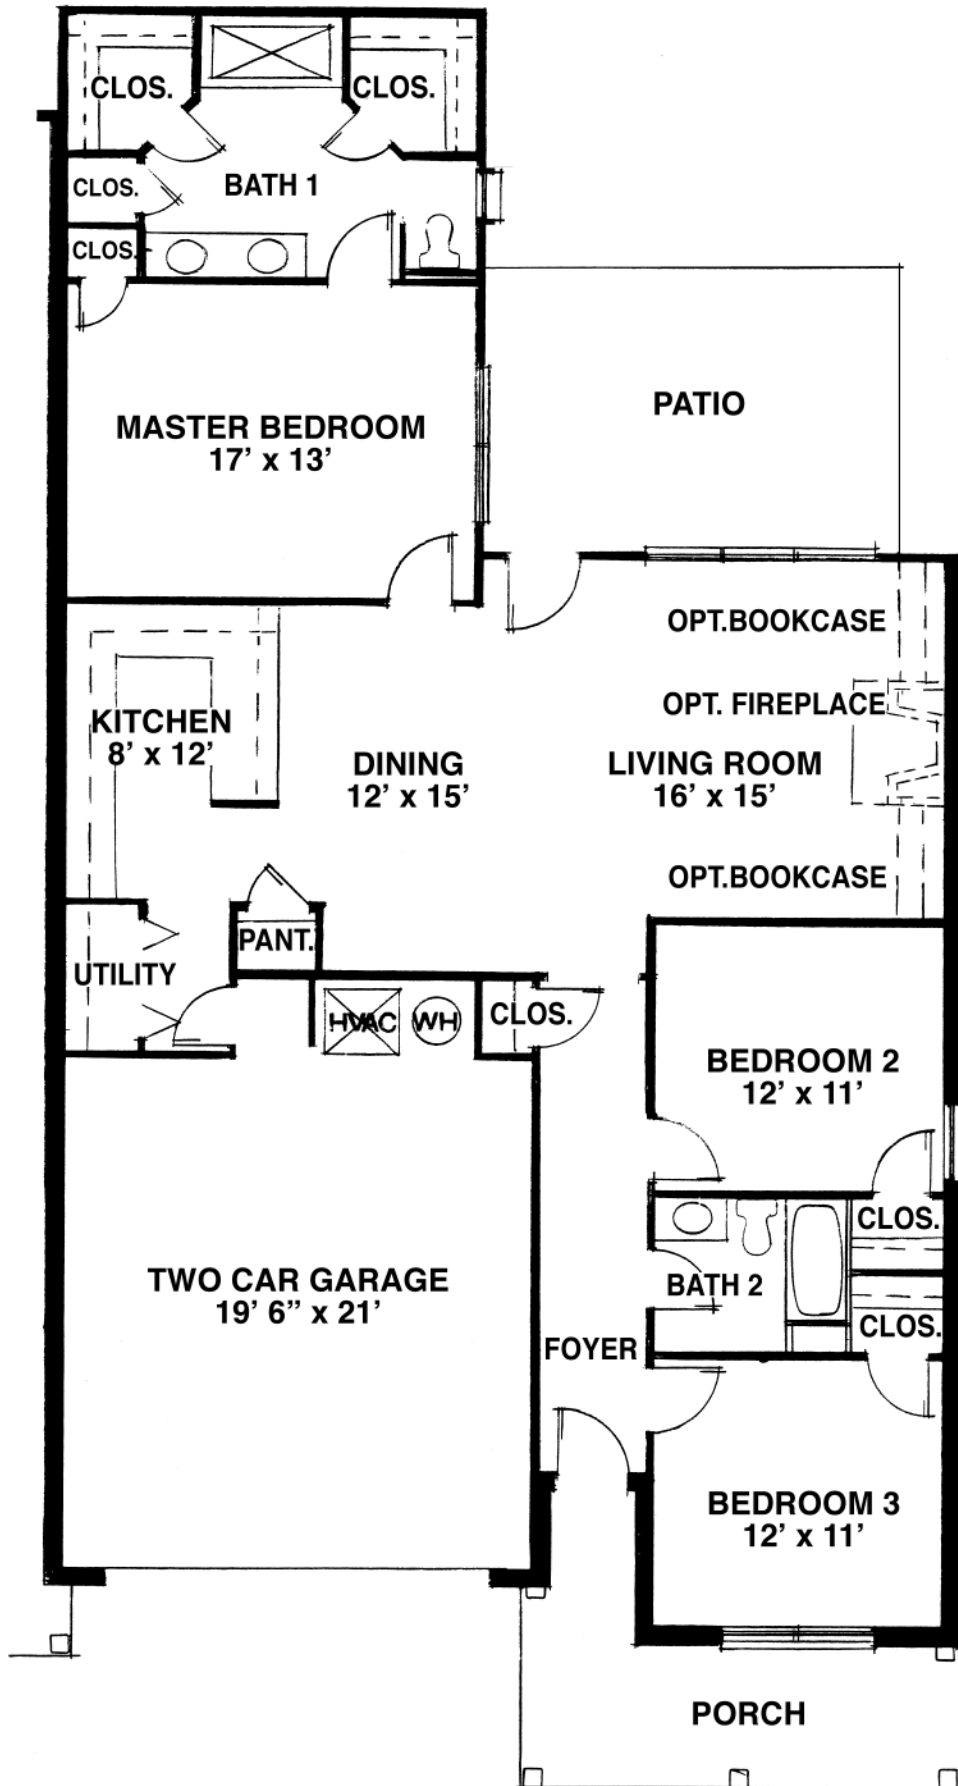 CLOS.
CLOS.
CLOS.
BATH 1
CLOS.
MASTER BEDROOM
17’ x 13’
PATIO
OPT.BOOKCASE
OPT. FIREPLACE
KITCHEN
8’ x 12’
DINING
12’ x 15’
LIVING ROOM
16’ x 15’
OPT.BOOKCASE
PANT.
UTILITY
HVAC
WH
CLOS.
BEDROOM 2
12’ x 11’
CLOS.
TWO CAR GARAGE
19’ 6” x 21’
BATH 2
CLOS.
FOYER
BEDROOM 3
12’ x 11’
PORCH